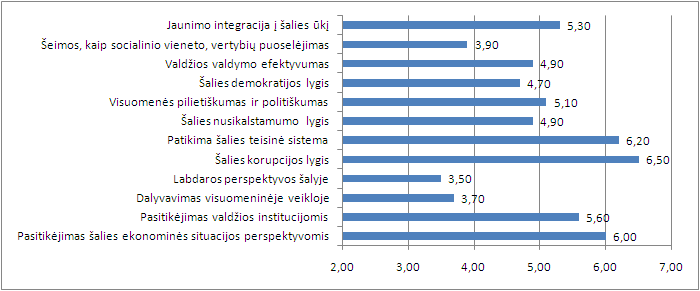 Jaunimo integracija į šalies ūkį 5,30
Šeimos, kaip socialinio vieneto, vertybių puoselėjimas 3,90
Valdžios valdymo efektyvumas 4,90
Šalies demokratijos lygis 4,70
Visuomenės pilietiškumas ir politiškumas 5,10
Šalies nusikalstamumo lygis 4,90
Patikima šalies teisinė sistema 6,20
Šalies korupcijos lygis 6,50
Labdaros perspektyvos šalyje 3,50
Dalyvavimas visuomeninėje veikloje 3,70
Pasitikėjimas valdžios institucijomis 5,60
Pasitikėjimas šalies ekonominės situacijos perspektyvomis 6,00
2,00 3,00 4,00 5,00 6,00 7,00